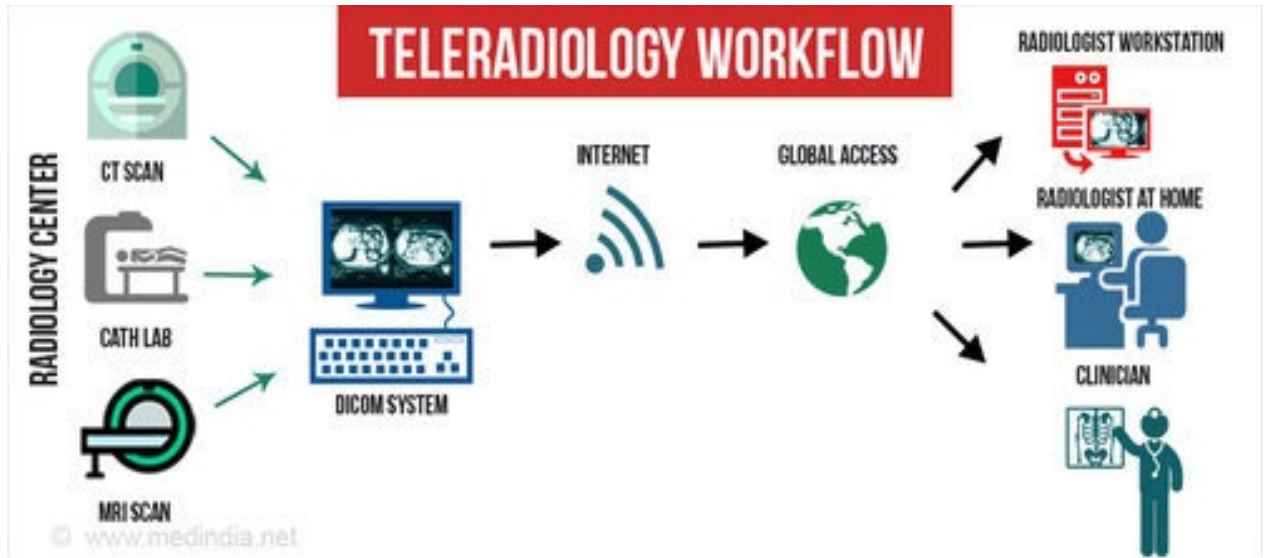 TELERADIOLOGY WORKFLOW
RADIOLOGY CENTER
CT SCAN
CATH LAB
MRI SCAN
DICOM SYSTEM
INTERNET
GLOBAL ACCESS
RADIOLOGIST WORKSTATION
RADIOLOGIST AT HOME
CLINICIAN
© www.medindia.net